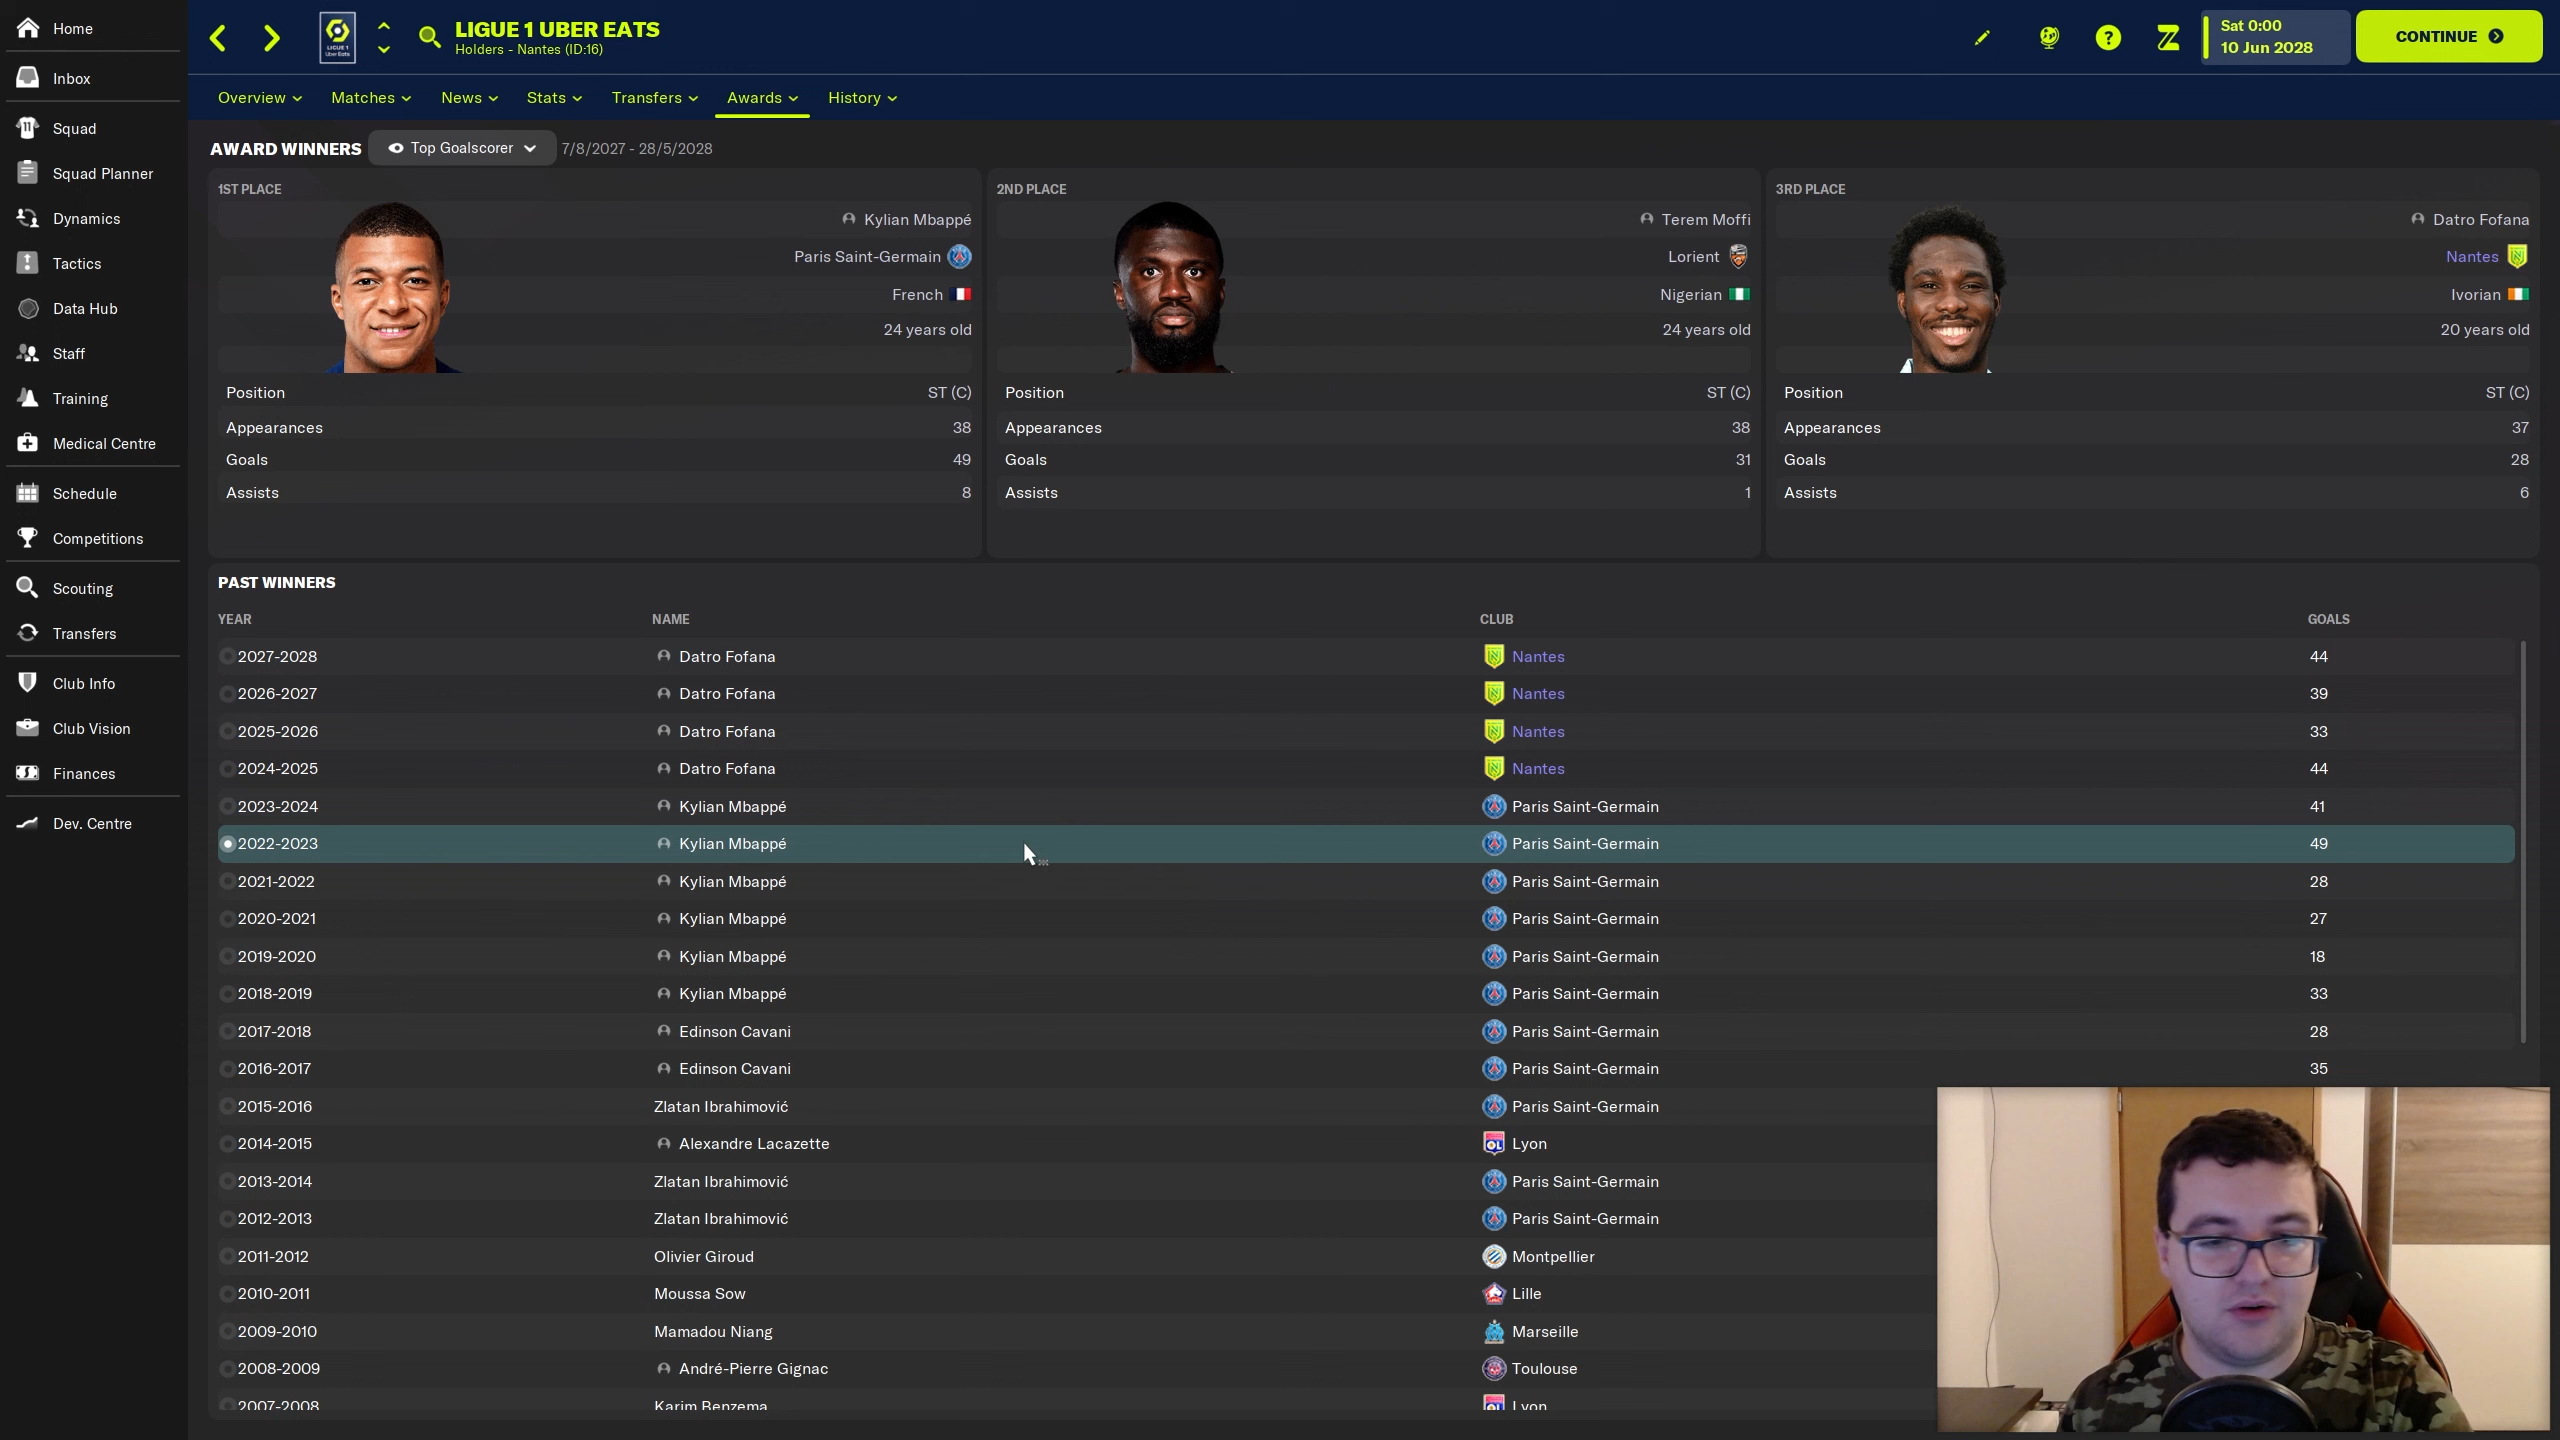 Home
Inbox
Squad
Squad Planner
Dynamics
Tactics
Data Hub
Staff
Training
Medical Centre
Schedule
Competitions
Scouting
Transfers
Club Info
Club Vision
Finances
Dev. Centre
LIGUE 1 UBER EATS
Holders - Nantes (ID:16)
LIGUE 1
Uber Eats
Sat 0:00
10 Jun 2028
CONTINUE
Overview Matches News Stats Transfers Awards History
AWARD WINNERS Top Goalscorer 7/8/2027 - 28/5/2028
1ST PLACE
Kylian Mbappé
Paris Saint-Germain
French
24 years old
Position ST (C)
Appearances 38
Goals 49
Assists 8
2ND PLACE
Terem Moffi
Lorient
Nigerian
24 years old
Position ST (C)
Appearances 38
Goals 31
Assists 1
3RD PLACE
Datro Fofana
Nantes
Ivorian
20 years old
Position ST (C)
Appearances 37
Goals 28
Assists 6
PAST WINNERS
YEAR NAME CLUB GOALS
2027-2028 Datro Fofana Nantes 44
2026-2027 Datro Fofana Nantes 39
2025-2026 Datro Fofana Nantes 33
2024-2025 Datro Fofana Nantes 44
2023-2024 Kylian Mbappé Paris Saint-Germain 41
2022-2023 Kylian Mbappé Paris Saint-Germain 49
2021-2022 Kylian Mbappé Paris Saint-Germain 28
2020-2021 Kylian Mbappé Paris Saint-Germain 27
2019-2020 Kylian Mbappé Paris Saint-Germain 18
2018-2019 Kylian Mbappé Paris Saint-Germain 33
2017-2018 Edinson Cavani Paris Saint-Germain 28
2016-2017 Edinson Cavani Paris Saint-Germain 35
2015-2016 Zlatan Ibrahimović Paris Saint-Germain
2014-2015 Alexandre Lacazette Lyon
2013-2014 Zlatan Ibrahimović Paris Saint-Germain
2012-2013 Zlatan Ibrahimović Paris Saint-Germain
2011-2012 Olivier Giroud Montpellier
2010-2011 Moussa Sow Lille
2009-2010 Mamadou Niang Marseille
2008-2009 André-Pierre Gignac Toulouse
2007-2008 Karim Benzema Lyon